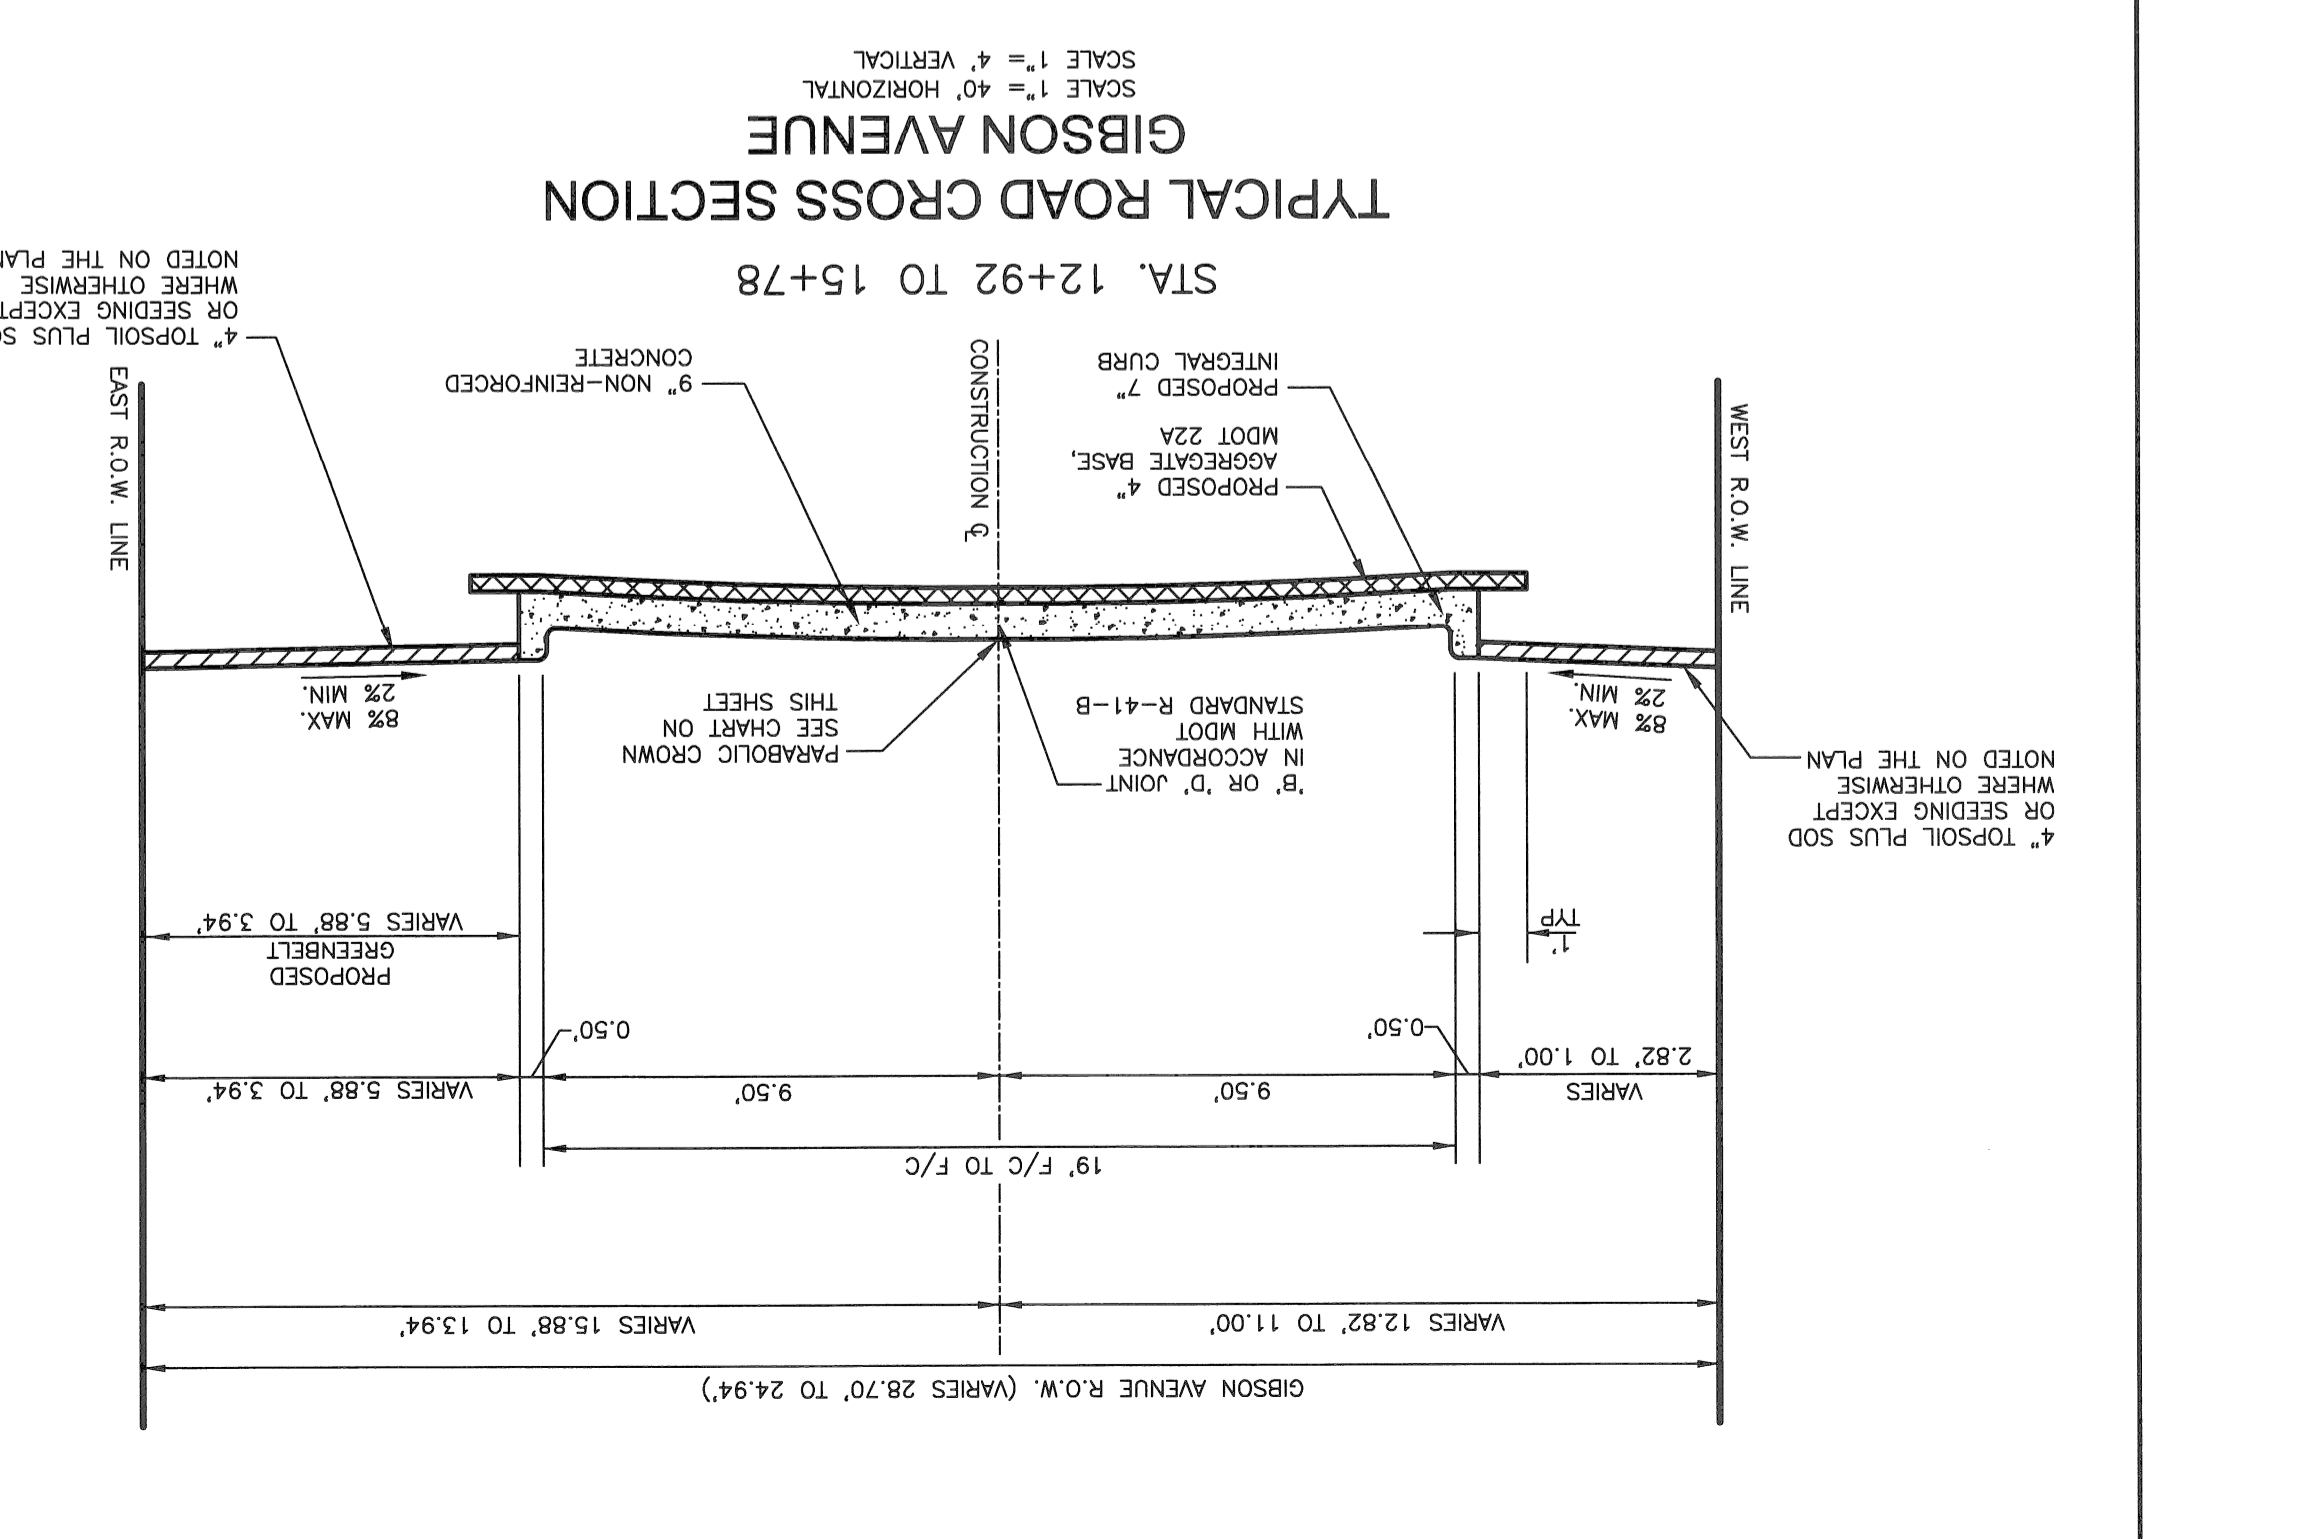 GIBSON AVENUE R.O.W. (VARIES 28.70' TO 24.94')
VARIES 12.82' TO 11.00'
VARIES 15.88' TO 13.94'
19' F/C TO F/C
VARIES
2.82' TO 1.00'
9.50'
9.50'
VARIES 5.88' TO 3.94'
0.50'
0.50'
1'
TYP
PROPOSED
GREENBELT
VARIES 5.88' TO 3.94'
4" TOPSOIL PLUS SOD
OR SEEDING EXCEPT
WHERE OTHERWISE
NOTED ON THE PLAN
8% MAX.
2% MIN.
'B' OR 'D' JOINT
IN ACCORDANCE
WITH MDOT
STANDARD R-41-B
PARABOLIC CROWN
SEE CHART ON
THIS SHEET
8% MAX.
2% MIN.
WEST R.O.W. LINE
PROPOSED 4"
AGGREGATE BASE,
MDOT 22A
PROPOSED 7"
INTEGRAL CURB
CONSTRUCTION ℄
9" NON-REINFORCED
CONCRETE
EAST R.O.W. LINE
4" TOPSOIL PLUS
OR SEEDING EXCEPT
WHERE OTHERWISE
NOTED ON THE PLAN
STA. 12+92 TO 15+78
TYPICAL ROAD CROSS SECTION
GIBSON AVENUE
SCALE 1"= 40' HORIZONTAL
SCALE 1"= 4' VERTICAL